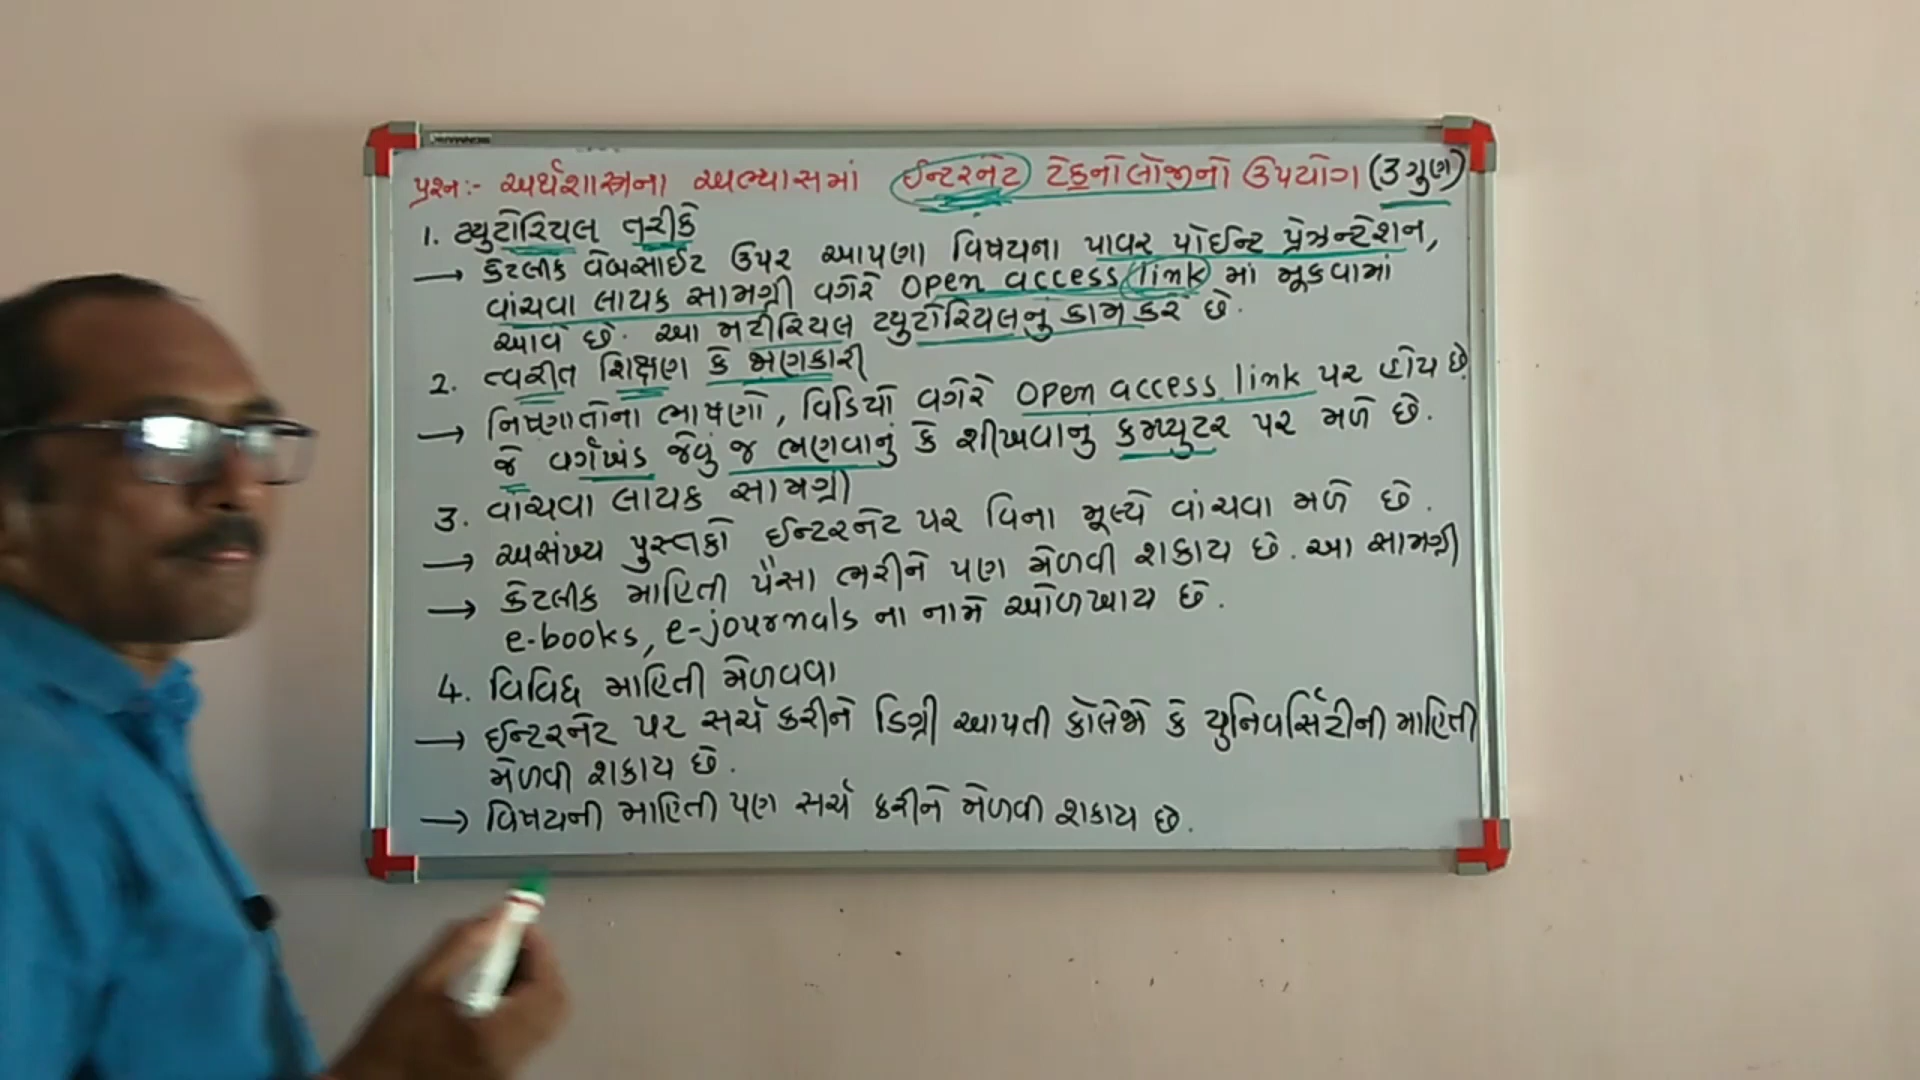 પ્રશ્ન:- અર્થશાસ્ત્રના અભ્યાસમાં ઈન્ટરનેટ ટેકનોલોજીનો ઉપયોગ (3 ગુણ)
1. ટ્યુટોરિયલ તરીકે
→ કેટલીક વેબસાઈટ ઉપર આપણા વિષયના પાવર પોઈન્ટ પ્રેઝન્ટેશન,
વાંચવા લાયક સામગ્રી વગેરે open access link માં મૂકવામાં
આવે છે. આ મટીરિયલ ટ્યુટોરિયલનું કામ કરે છે.
2. ત્વરીત શિક્ષણ કે જાણકારી
→ નિષ્ણાતોના ભાષણો, વિડિયો વગેરે open access link પર હોય છે
જે વર્ગખંડ જેવું જ ભણવાનું કે શીખવાનુ કમ્પ્યુટર પર મળે છે.
3. વાંચવા લાયક સામગ્રી
→ અસંખ્ય પુસ્તકો ઈન્ટરનેટ પર વિના મૂલ્યે વાંચવા મળે છે.
→ કેટલીક માહિતી પૈસા ભરીને પણ મેળવી શકાય છે. આ સામગ્રી
e-books, e-journals ના નામે ઓળખાય છે.
4. વિવિધ માહિતી મેળવવા
→ ઈન્ટરનેટ પર સર્ચ કરીને ડિગ્રી આપતી કોલેજો કે યુનિવર્સિટીની માહિતી
મેળવી શકાય છે.
→ વિષયની માહિતી પણ સર્ચ કરીને મેળવી શકાય છે.